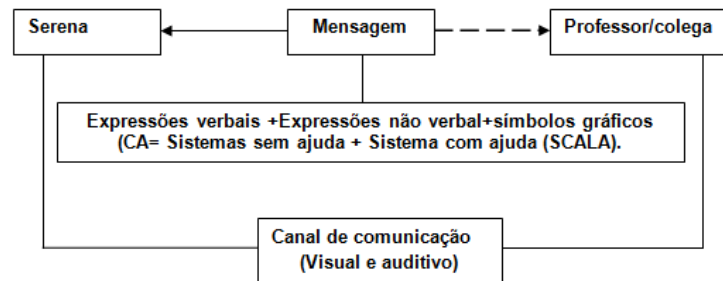 Serena
Mensagem
Professor/colega
Expressões verbais +Expressões não verbal+símbolos gráficos
(CA= Sistemas sem ajuda + Sistema com ajuda (SCALA).
Canal de comunicação
(Visual e auditivo)